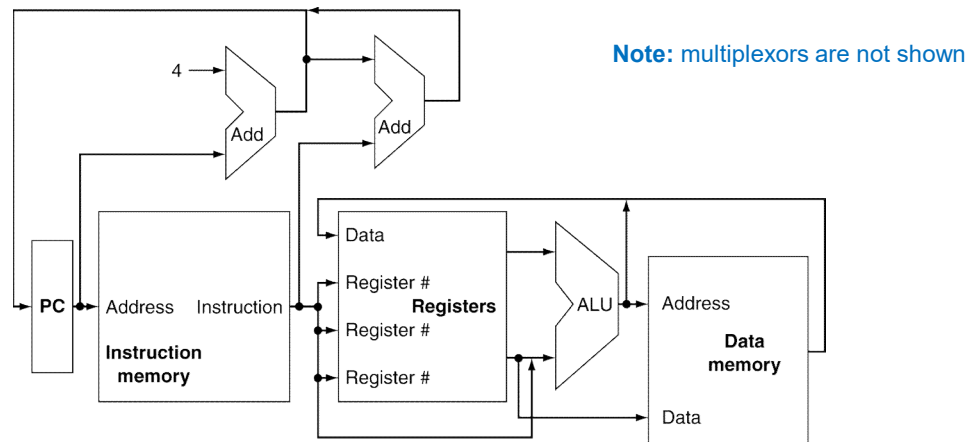 Note: multiplexors are not shown
4
Add
Add
Data
Register #
Registers
Register #
Register #
PC
Address
Instruction
Instruction
memory
ALU
Address
Data
memory
Data